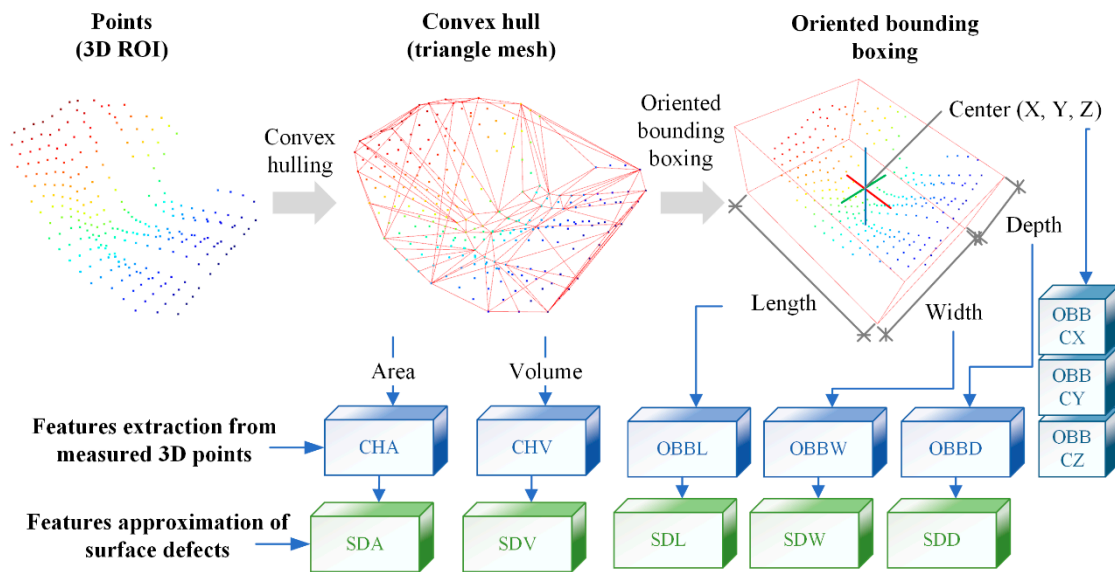 Points
(3D ROI)
Convex hull
(triangle mesh)
Oriented bounding
boxing
Convex
hulling
Oriented
bounding
boxing
Center (X, Y, Z)
Depth
Length
Width
Area
Volume
OBB
CX
OBB
CY
OBB
CZ
Features extraction from
measured 3D points
CHA
CHV
OBBL
OBBW
OBBD
Features approximation of
surface defects
SDA
SDV
SDL
SDW
SDD